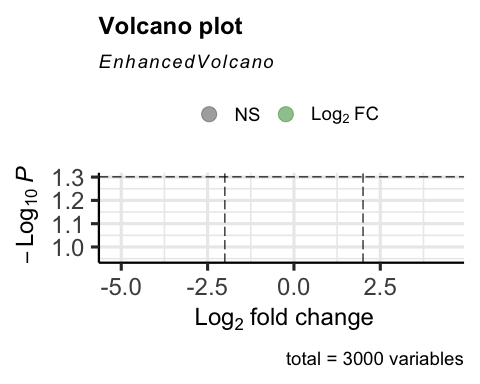 Volcano plot
EnhancedVolcano
NS Log₂ FC
− Log₁₀ P
1.3
1.2
1.1
1.0
-5.0 -2.5 0.0 2.5
Log₂ fold change
total = 3000 variables